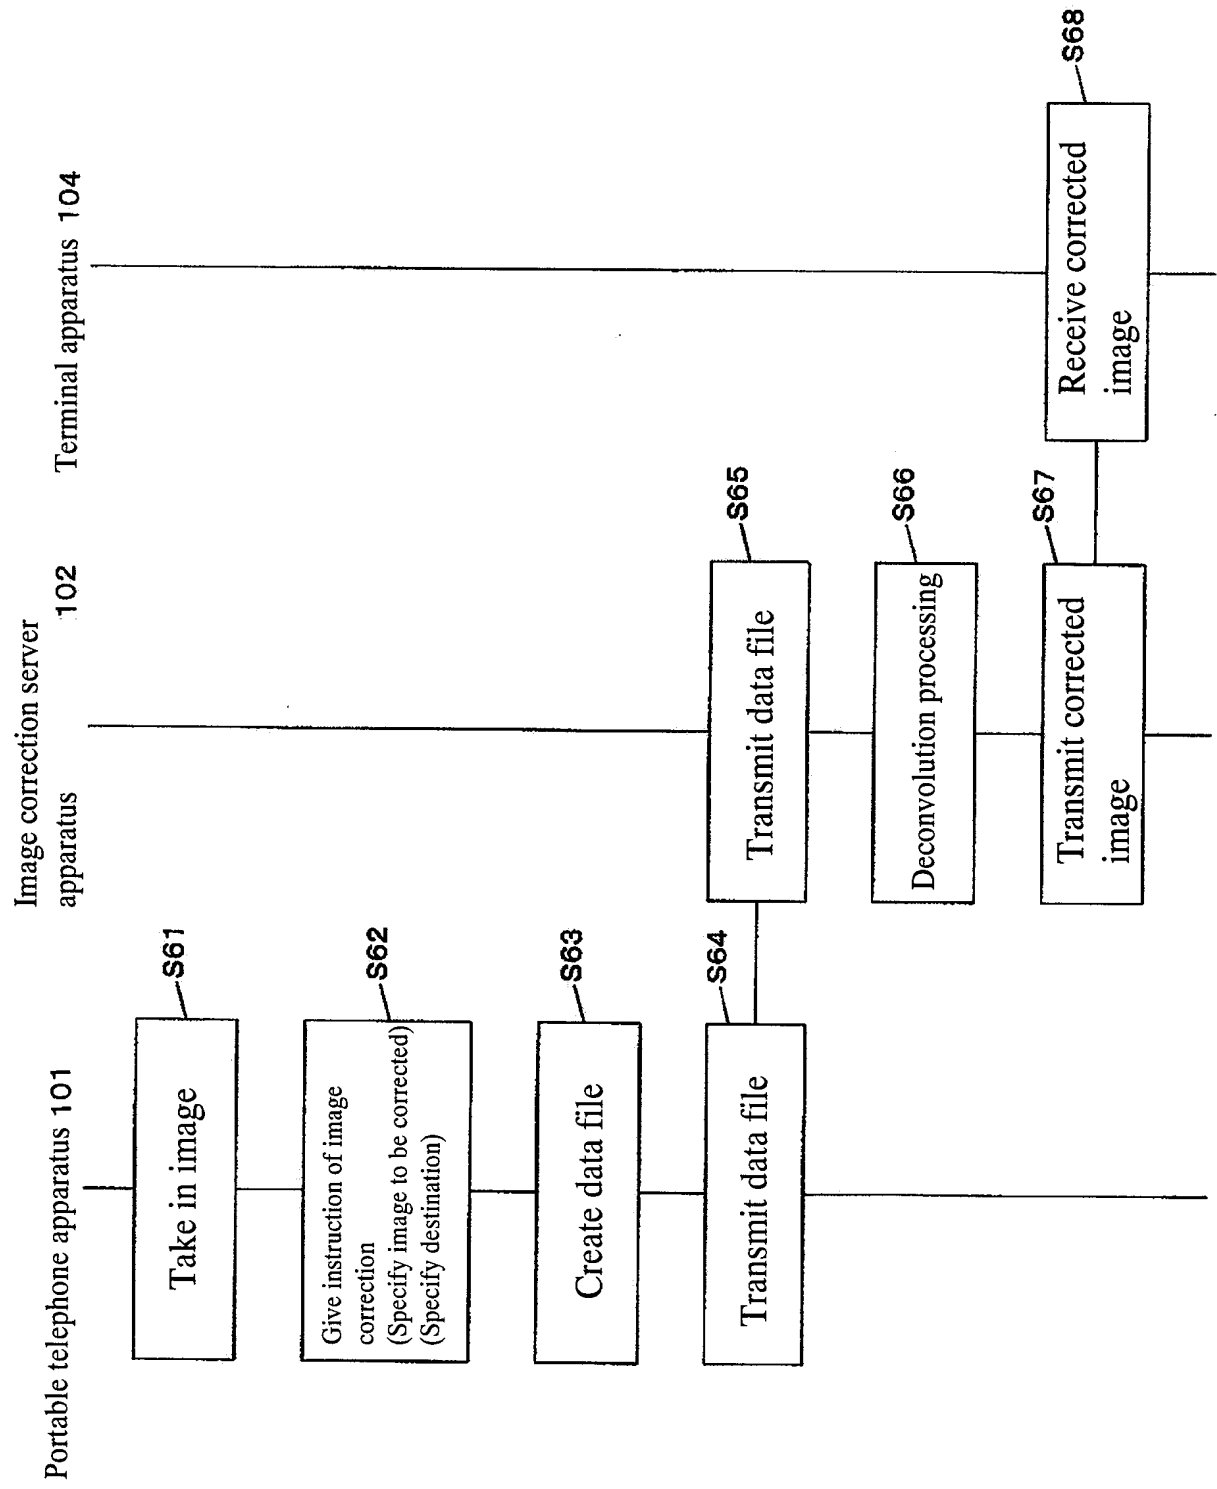 Portable telephone apparatus 101
Image correction server
apparatus 102
Terminal apparatus 104
S61
Take in image
S62
Give instruction of image
correction
(Specify image to be corrected)
(Specify destination)
S63
Create data file
S64
Transmit data file
S65
Transmit data file
S66
Deconvolution processing
S67
Transmit corrected
image
S68
Receive corrected
image